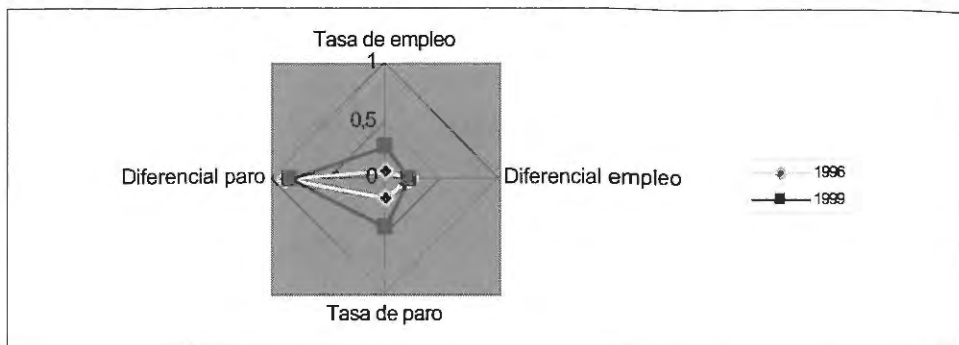 Tasa de empleo
1
0,5
Diferencial paro
0
Diferencial empleo
1996
1999
Tasa de paro